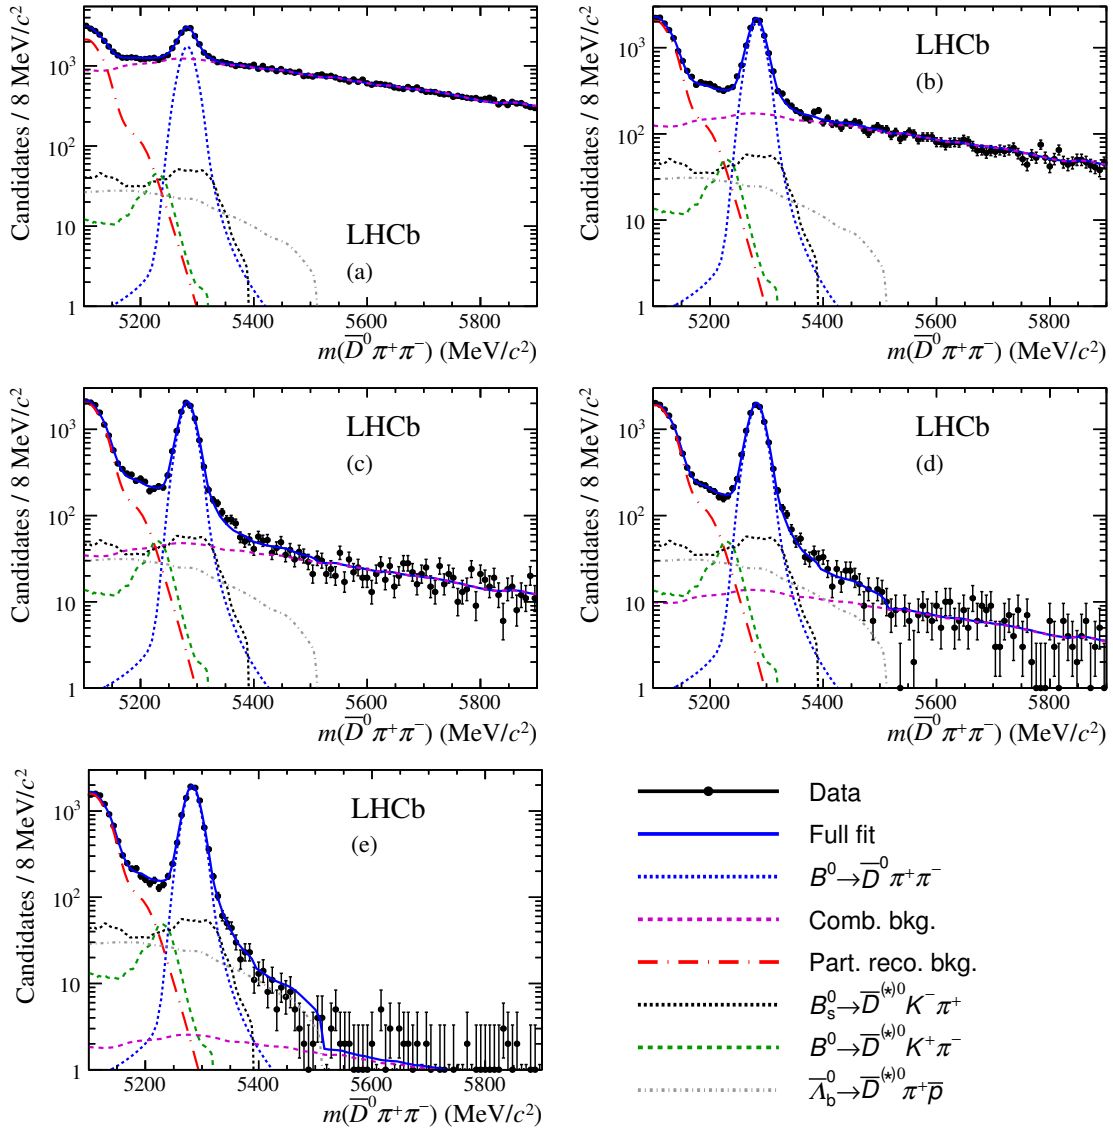 Candidates / 8 MeV/c²
10³
10²
10
1
LHCb
(a)
5200 5400 5600 5800
m(D̅⁰π⁺π⁻) (MeV/c²)
Candidates / 8 MeV/c²
10³
10²
10
1
LHCb
(b)
5200 5400 5600 5800
m(D̅⁰π⁺π⁻) (MeV/c²)
Candidates / 8 MeV/c²
10³
10²
10
1
LHCb
(c)
5200 5400 5600 5800
m(D̅⁰π⁺π⁻) (MeV/c²)
Candidates / 8 MeV/c²
10³
10²
10
1
LHCb
(d)
5200 5400 5600 5800
m(D̅⁰π⁺π⁻) (MeV/c²)
Candidates / 8 MeV/c²
10³
10²
10
1
LHCb
(e)
5200 5400 5600 5800
m(D̅⁰π⁺π⁻) (MeV/c²)
Data
Full fit
B⁰→D̅⁰π⁺π⁻
Comb. bkg.
Part. reco. bkg.
B⁰ₛ→D̅⁽*⁾⁰K⁻π⁺
B⁰→D̅⁽*⁾⁰K⁺π⁻
Λ̅⁰_b→D̅⁽*⁾⁰π⁺p̅